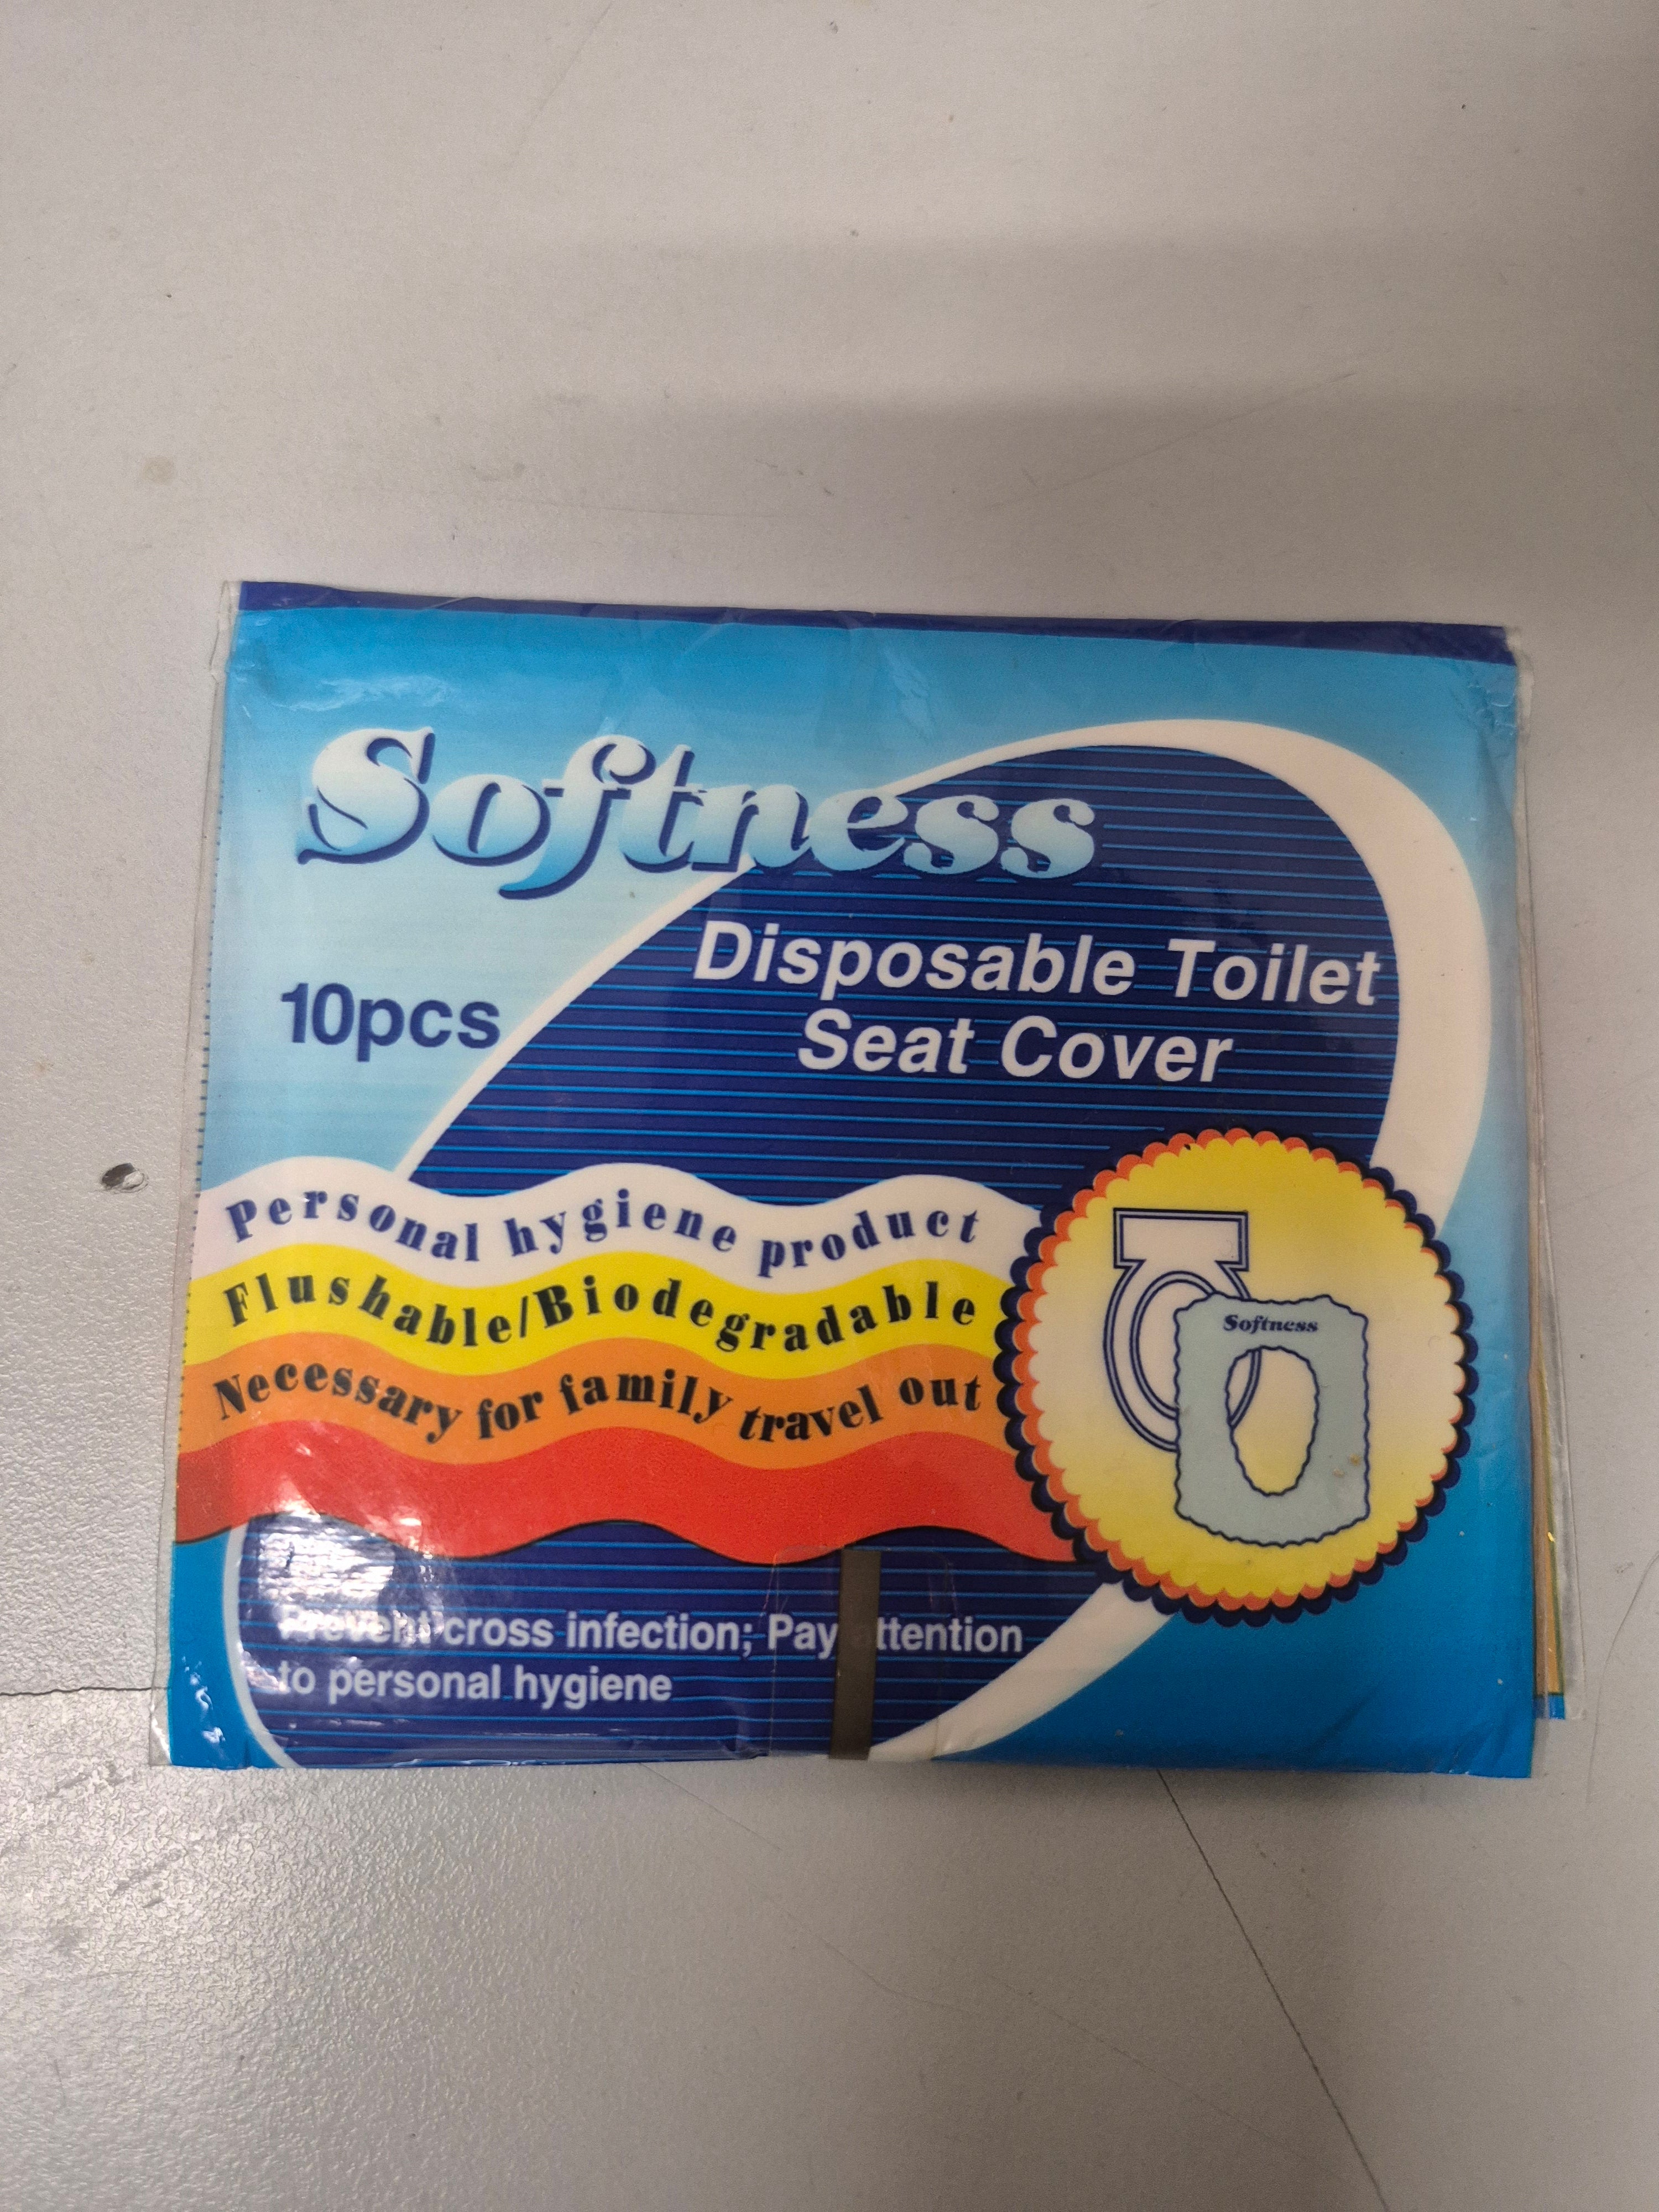 Softness
Disposable Toilet
Seat Cover
10pcs
Personal hygiene product
Flushable/Biodegradable
Necessary for family travel out
Softness
Prevent cross infection; Pay attention
to personal hygiene